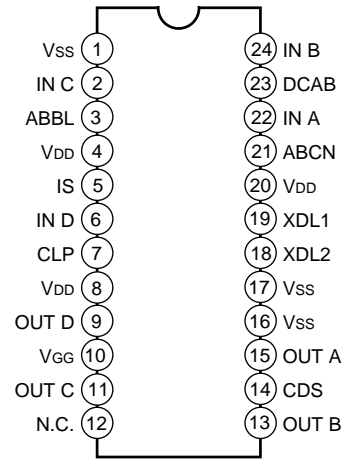 Vss 1 24 IN B
IN C 2 23 DCAB
ABBL 3 22 IN A
VDD 4 21 ABCN
IS 5 20 VDD
IN D 6 19 XDL1
CLP 7 18 XDL2
VDD 8 17 Vss
OUT D 9 16 Vss
VGG 10 15 OUT A
OUT C 11 14 CDS
N.C. 12 13 OUT B